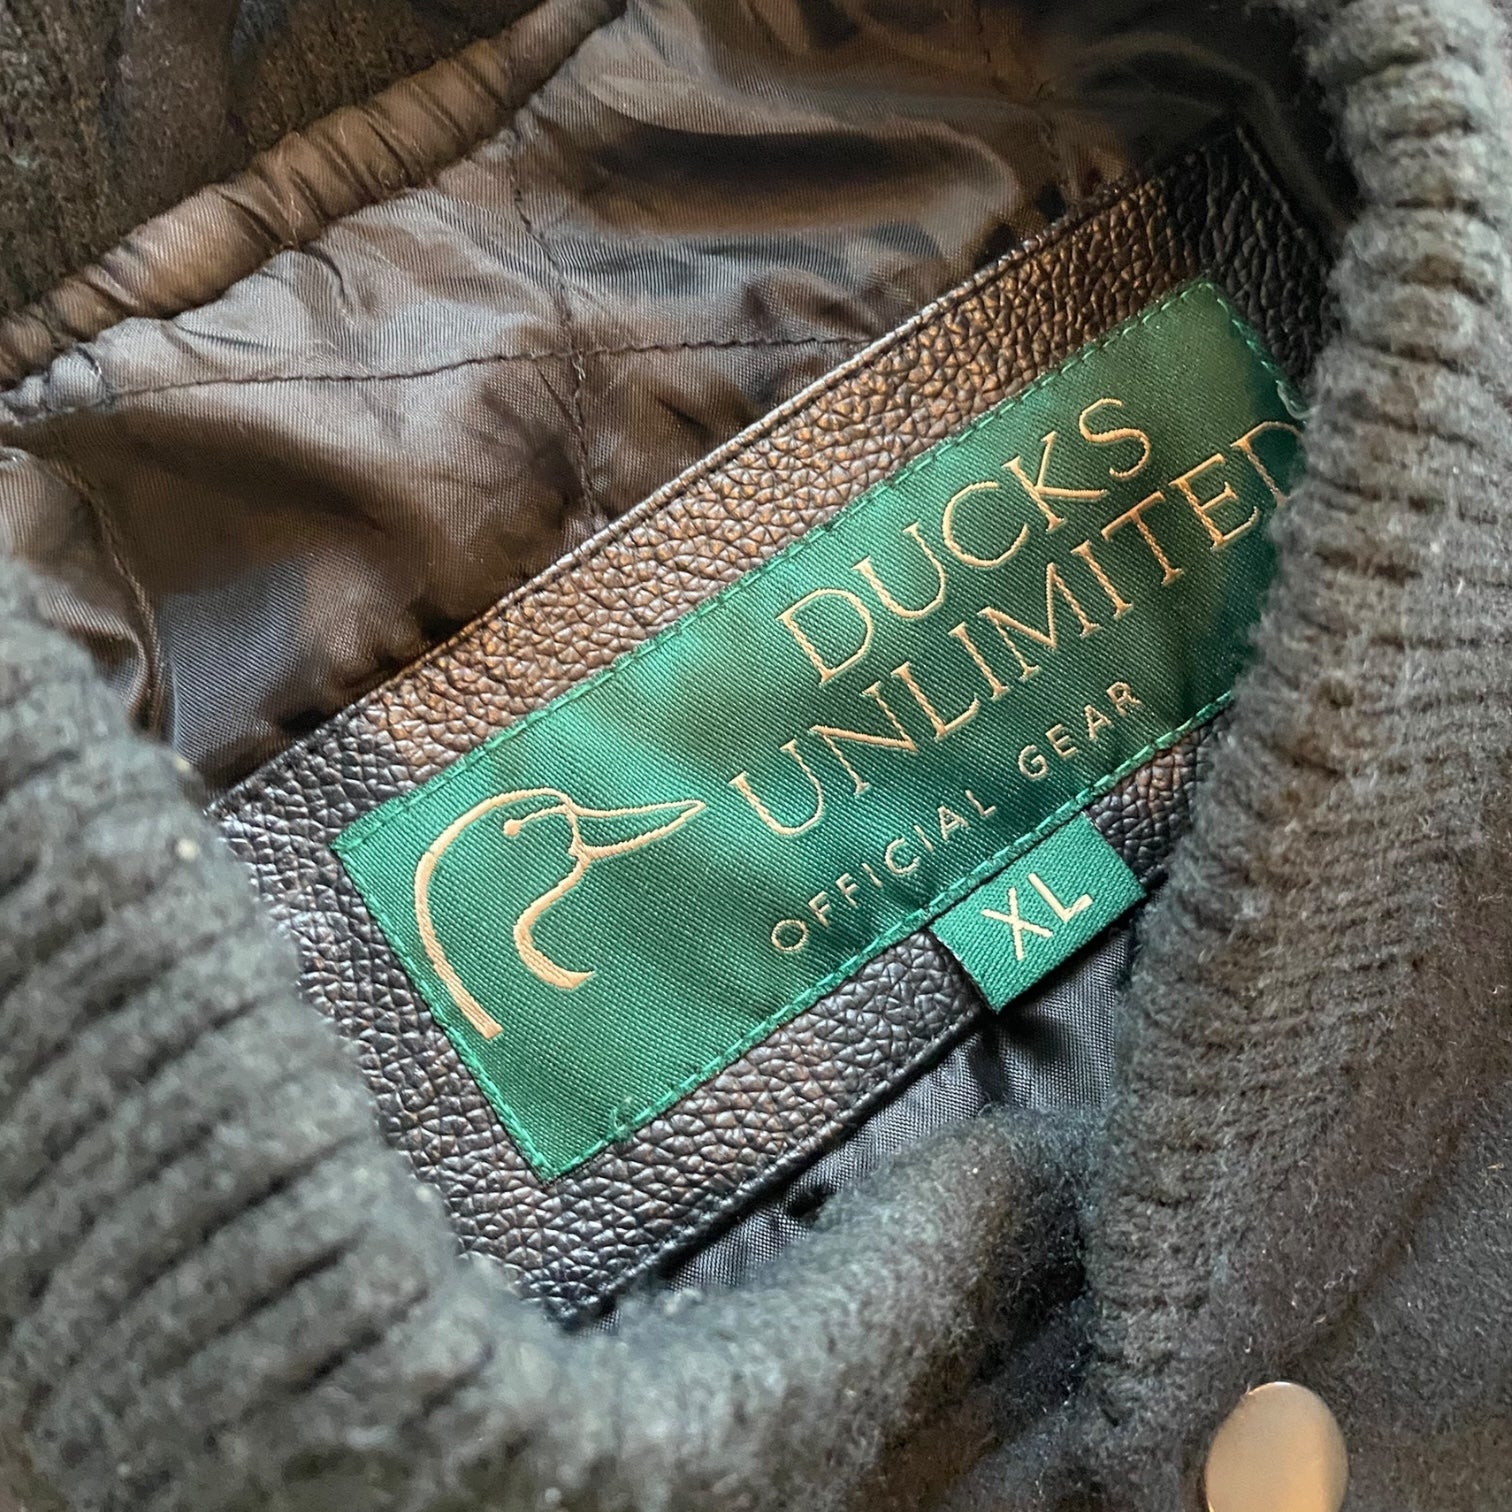 DUCKS
UNLIMITED
OFFICIAL GEAR
XL